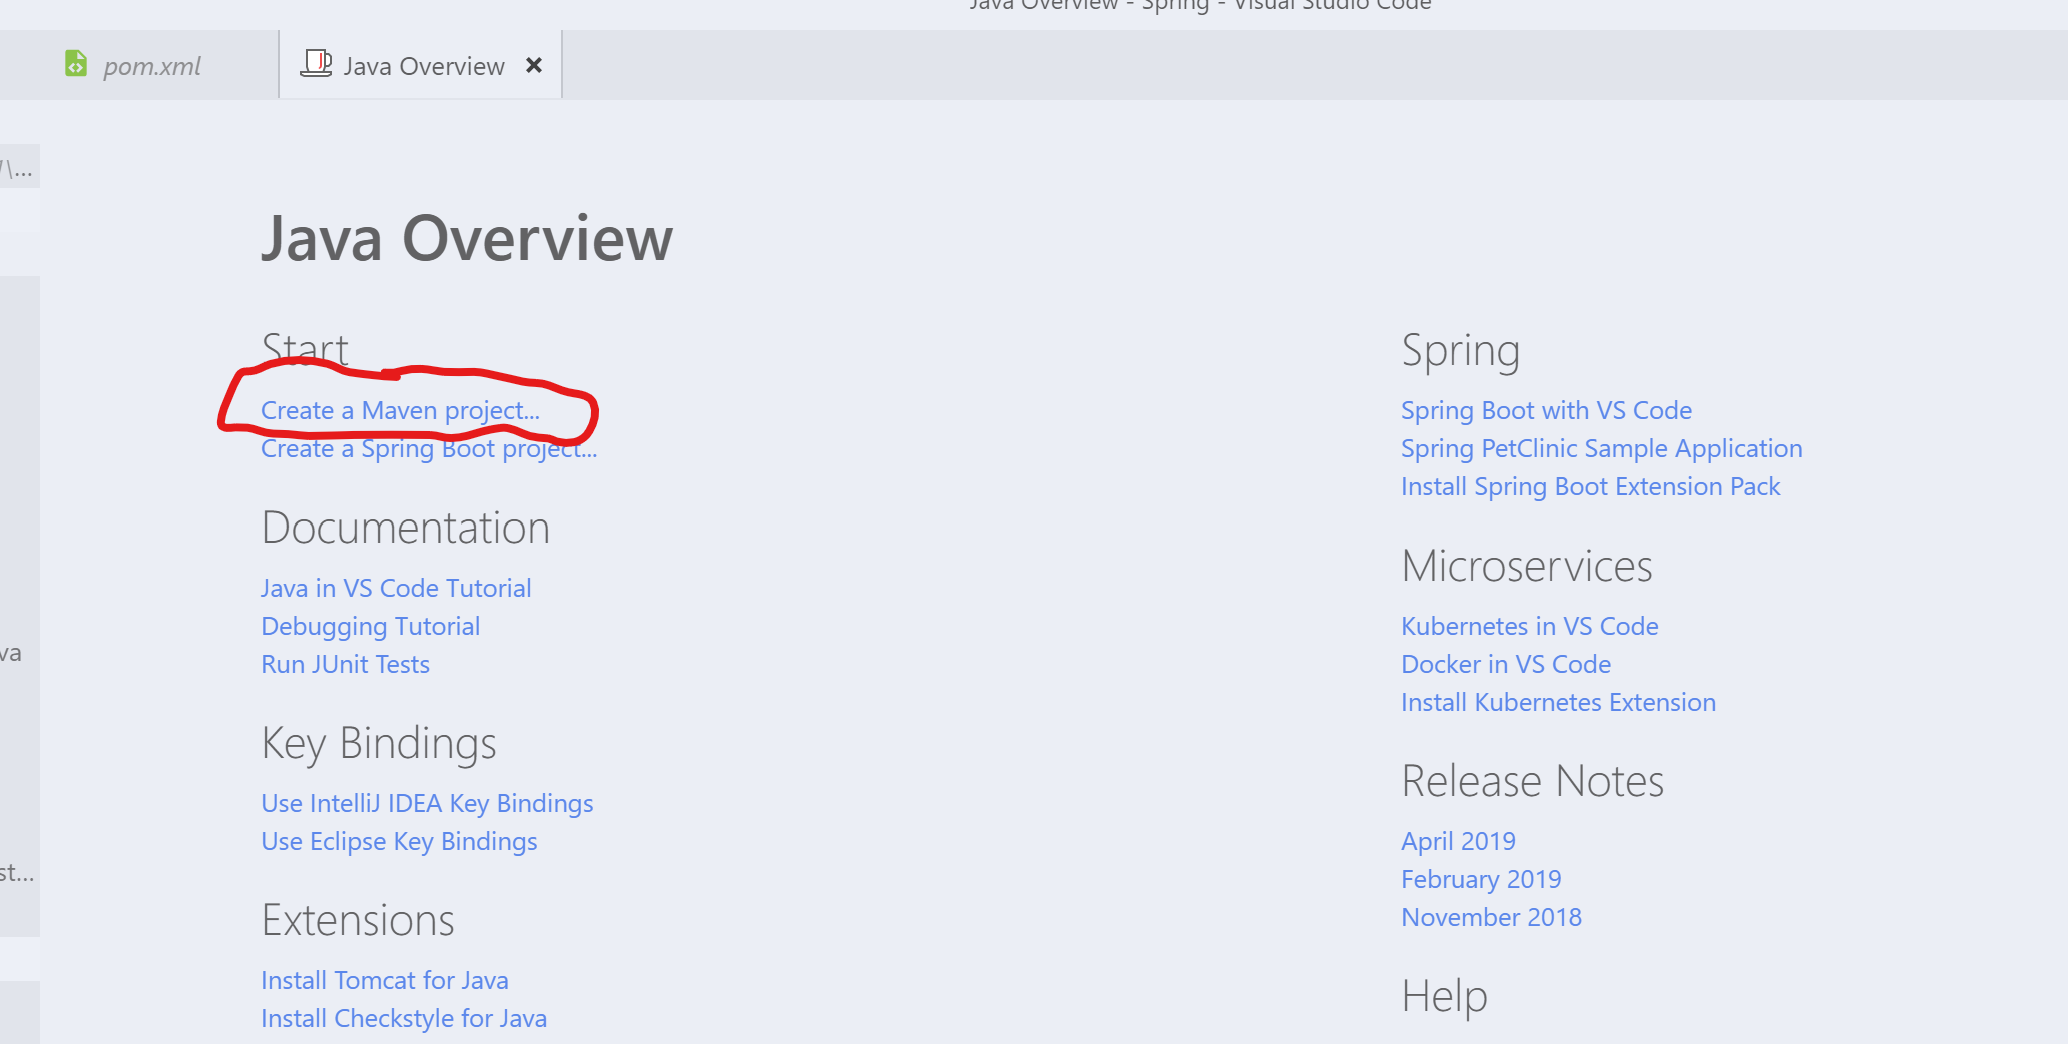 Java Overview - Spring - Visual Studio Code
pom.xml
Java Overview
\...
Java Overview
Start
Create a Maven project...
Create a Spring Boot project...
Documentation
Java in VS Code Tutorial
Debugging Tutorial
Run JUnit Tests
Key Bindings
Use IntelliJ IDEA Key Bindings
Use Eclipse Key Bindings
Extensions
Install Tomcat for Java
Install Checkstyle for Java
Spring
Spring Boot with VS Code
Spring PetClinic Sample Application
Install Spring Boot Extension Pack
Microservices
Kubernetes in VS Code
Docker in VS Code
Install Kubernetes Extension
Release Notes
April 2019
February 2019
November 2018
Help
va
st...